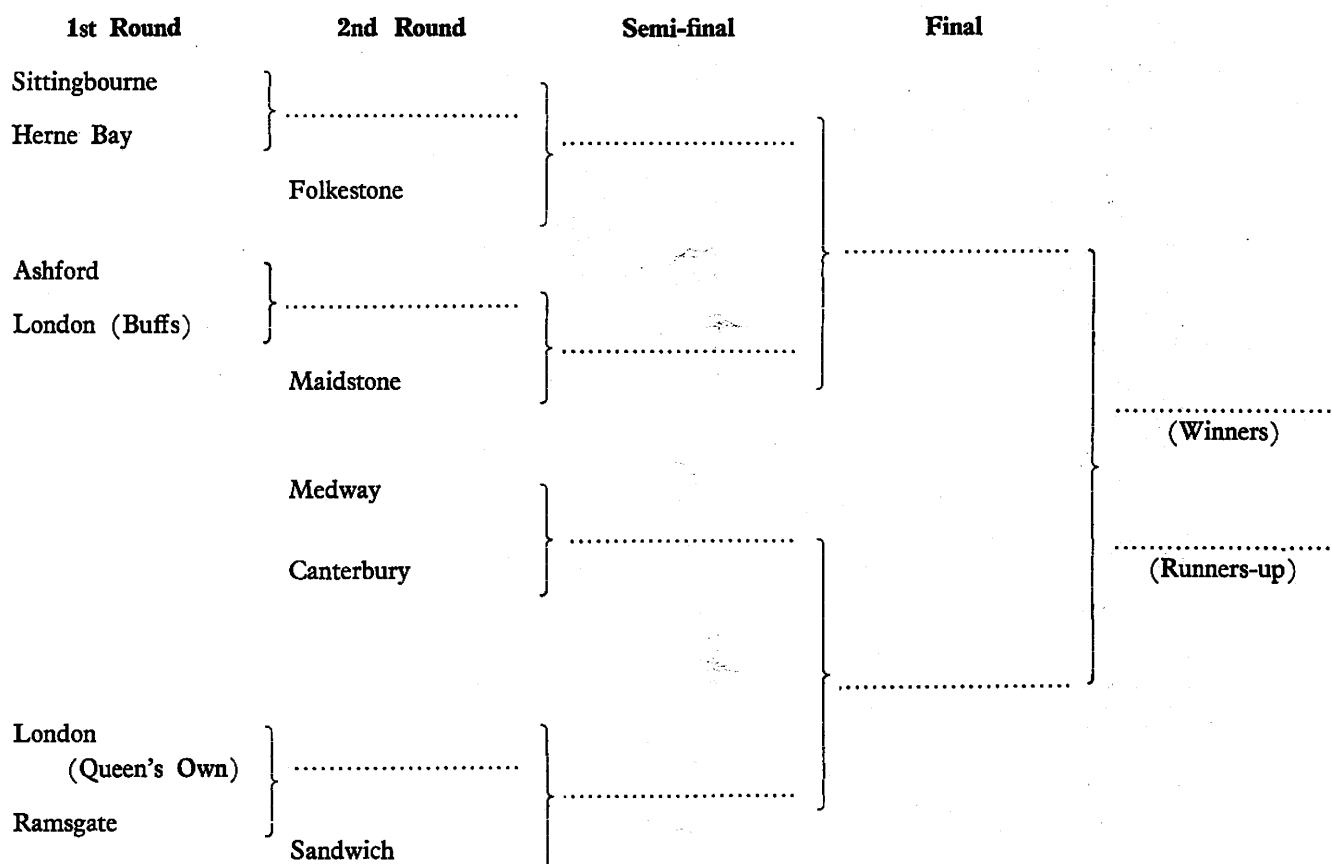 1st Round 2nd Round Semi-final Final
Sittingbourne
Herne Bay
Folkestone
Ashford
London (Buffs)
Maidstone
(Winners)
Medway
Canterbury
(Runners-up)
London
(Queen's Own)
Ramsgate
Sandwich